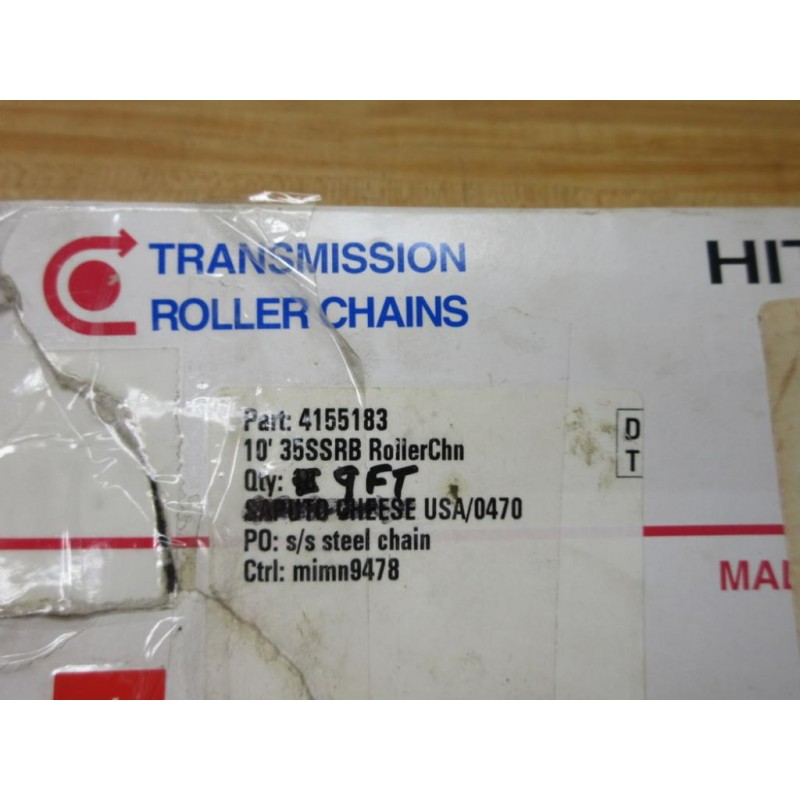 TRANSMISSION
ROLLER CHAINS
HIT
Part: 4155183
10' 35SSRB RollerChn
Qty: 9FT
SAPUTO CHEESE USA/0470
PO: s/s steel chain
Ctrl: mimn9478
D
T
MAL